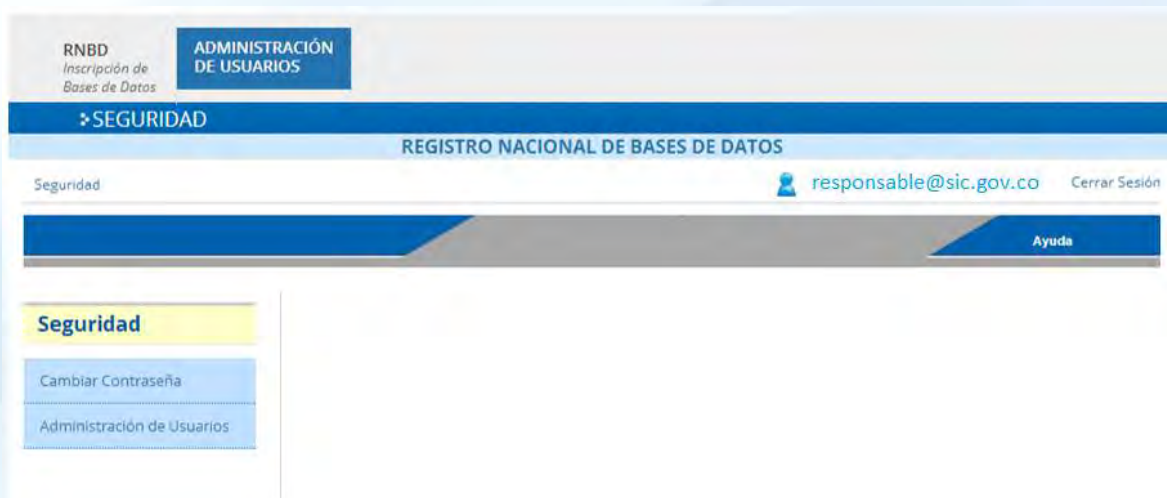 RNBD
Inscripción de
Bases de Datos
ADMINISTRACIÓN
DE USUARIOS
SEGURIDAD
REGISTRO NACIONAL DE BASES DE DATOS
Seguridad
responsable@sic.gov.co
Cerrar Sesión
Ayuda
Seguridad
Cambiar Contraseña
Administración de Usuarios